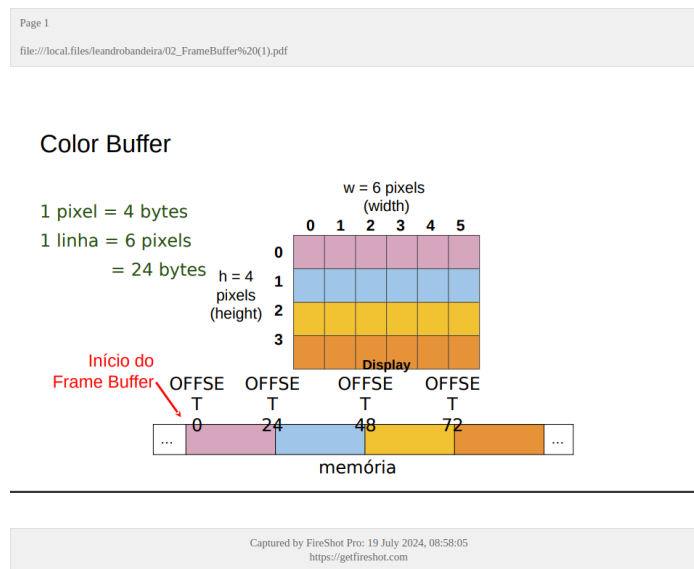 Page 1
file:///local.files/leandrobandeira/02_FrameBuffer%20(1).pdf
Color Buffer
1 pixel = 4 bytes
1 linha = 6 pixels
= 24 bytes
w = 6 pixels
(width)
0 1 2 3 4 5
0
1
2
3
h = 4
pixels
(height)
Display
Início do
Frame Buffer
OFFSE OFFSE OFFSE OFFSE
T T T T
0 24 48 72
... ...
memória
Captured by FireShot Pro: 19 July 2024, 08:58:05
https://getfireshot.com